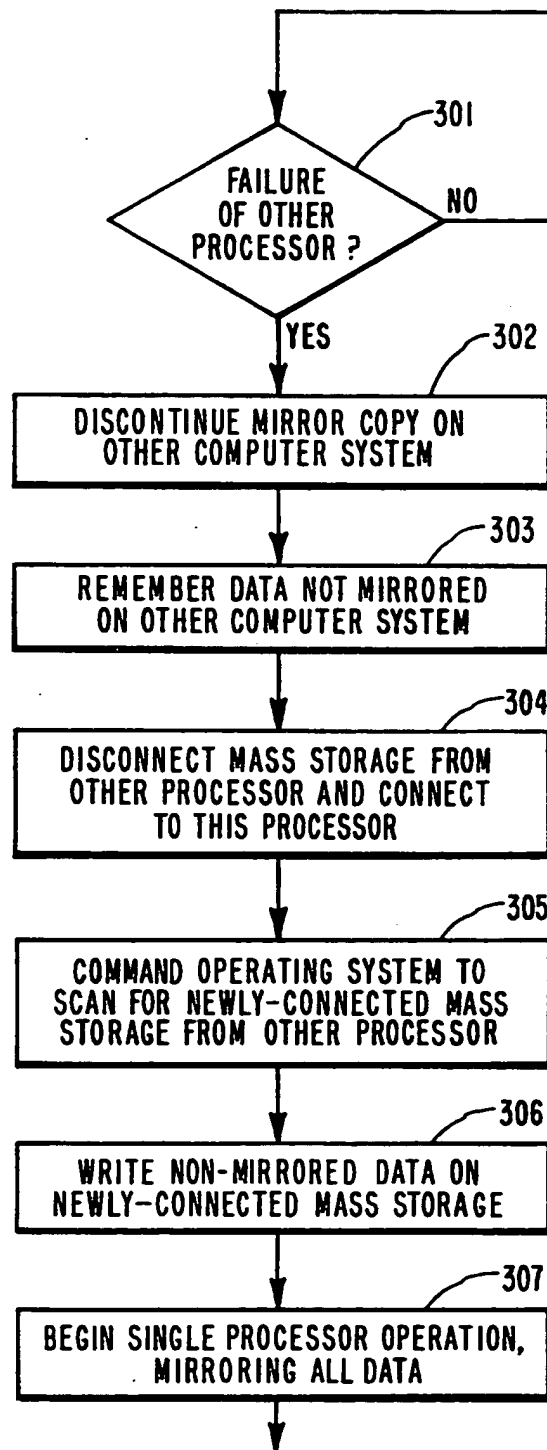 301
FAILURE
OF OTHER
PROCESSOR ?
NO
YES
302
DISCONTINUE MIRROR COPY ON
OTHER COMPUTER SYSTEM
303
REMEMBER DATA NOT MIRRORED
ON OTHER COMPUTER SYSTEM
304
DISCONNECT MASS STORAGE FROM
OTHER PROCESSOR AND CONNECT
TO THIS PROCESSOR
305
COMMAND OPERATING SYSTEM TO
SCAN FOR NEWLY-CONNECTED MASS
STORAGE FROM OTHER PROCESSOR
306
WRITE NON-MIRRORED DATA ON
NEWLY-CONNECTED MASS STORAGE
307
BEGIN SINGLE PROCESSOR OPERATION,
MIRRORING ALL DATA